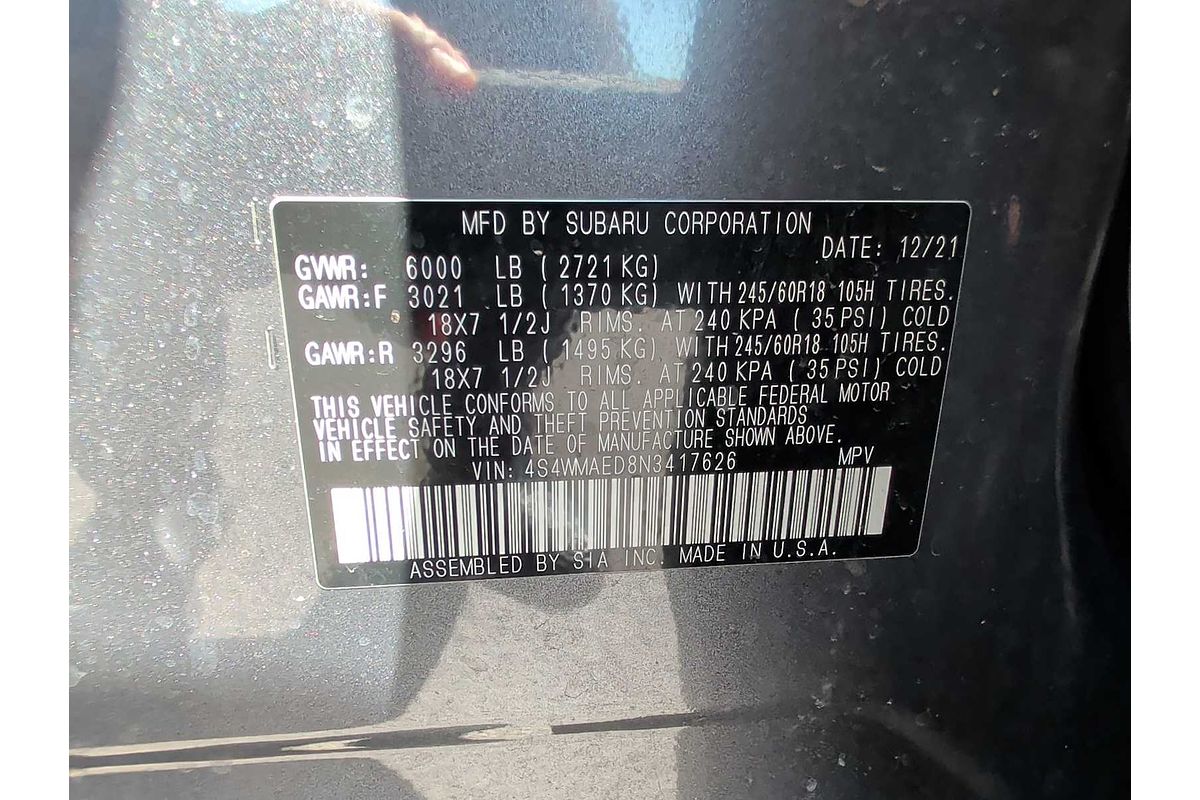 MFD BY SUBARU CORPORATION
DATE: 12/21
GVWR: 6000 LB ( 2721 KG)
GAWR:F 3021 LB ( 1370 KG) WITH 245/60R18 105H TIRES.
18X7 1/2J RIMS. AT 240 KPA ( 35 PSI) COLD
GAWR:R 3296 LB ( 1495 KG) WITH 245/60R18 105H TIRES.
18X7 1/2J RIMS. AT 240 KPA ( 35 PSI) COLD
THIS VEHICLE CONFORMS TO ALL APPLICABLE FEDERAL MOTOR
VEHICLE SAFETY AND THEFT PREVENTION STANDARDS
IN EFFECT ON THE DATE OF MANUFACTURE SHOWN ABOVE.
VIN: 4S4WMAED8N3417626 MPV
ASSEMBLED BY SIA INC. MADE IN U.S.A.